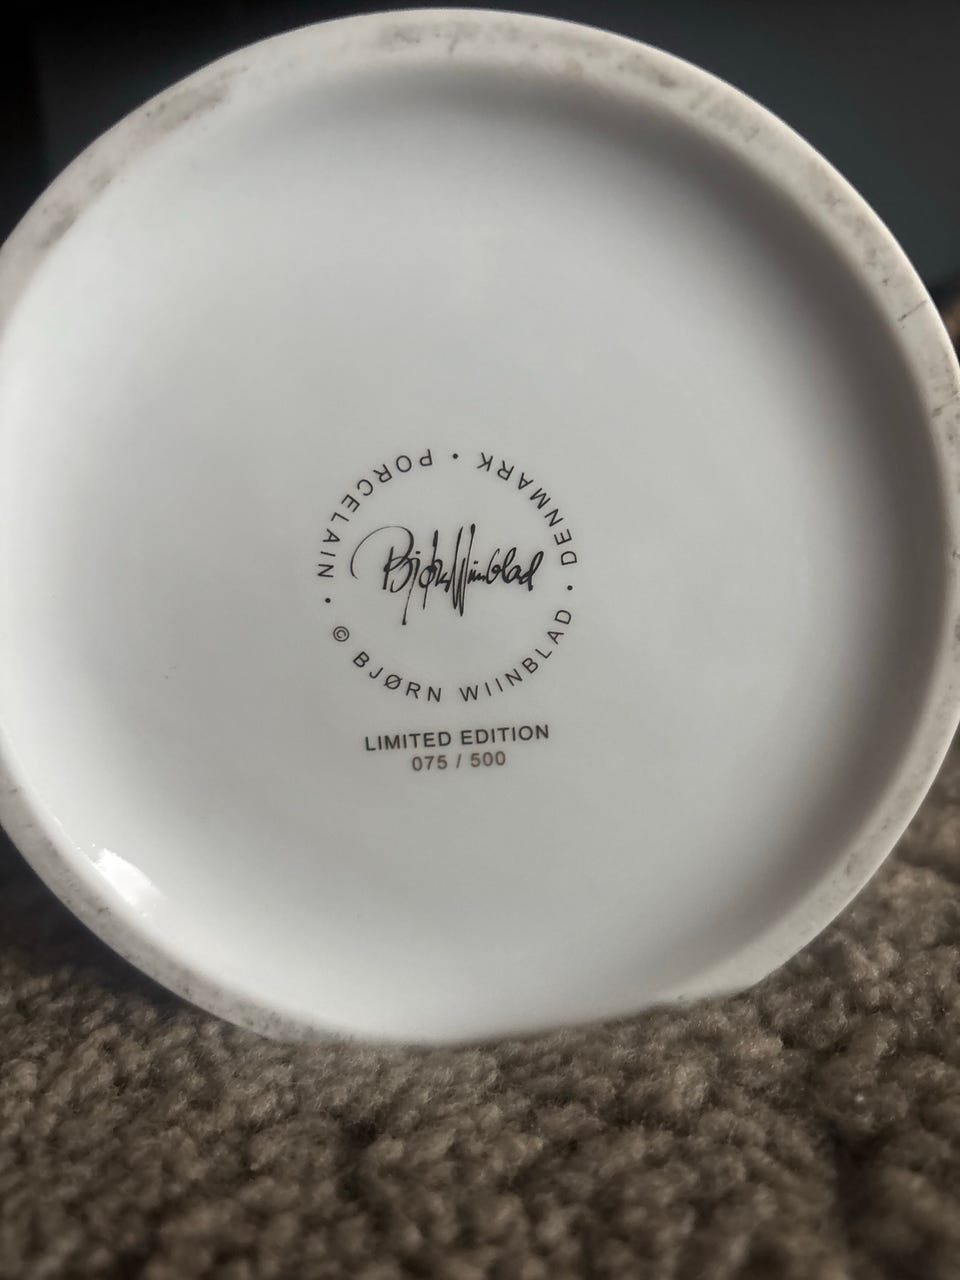 PORCELAIN • DENMARK •
Bjørn Wiinblad
© BJØRN WIINBLAD •
LIMITED EDITION
075 / 500